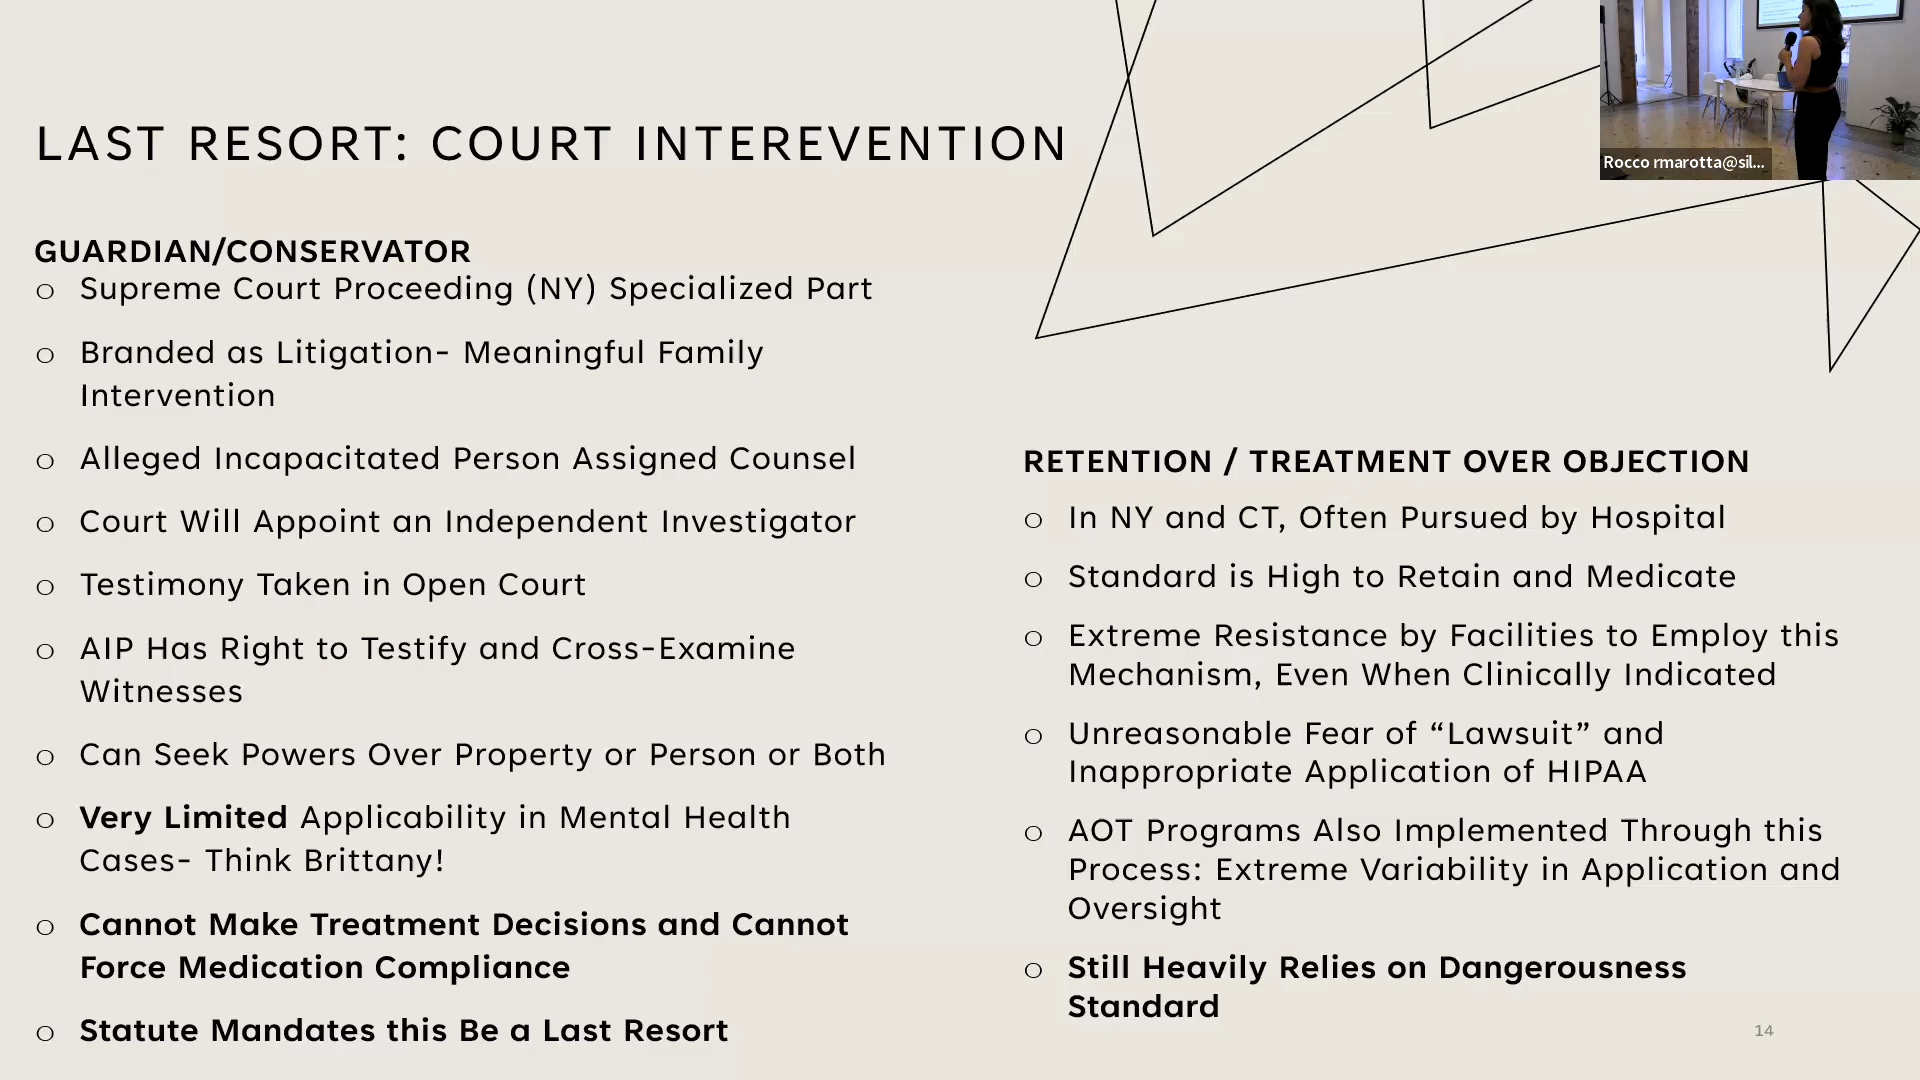 LAST RESORT: COURT INTEREVENTION
GUARDIAN/CONSERVATOR
o Supreme Court Proceeding (NY) Specialized Part
o Branded as Litigation- Meaningful Family
Intervention
o Alleged Incapacitated Person Assigned Counsel
o Court Will Appoint an Independent Investigator
o Testimony Taken in Open Court
o AIP Has Right to Testify and Cross-Examine
Witnesses
o Can Seek Powers Over Property or Person or Both
o Very Limited Applicability in Mental Health
Cases- Think Brittany!
o Cannot Make Treatment Decisions and Cannot
Force Medication Compliance
o Statute Mandates this Be a Last Resort
RETENTION / TREATMENT OVER OBJECTION
o In NY and CT, Often Pursued by Hospital
o Standard is High to Retain and Medicate
o Extreme Resistance by Facilities to Employ this
Mechanism, Even When Clinically Indicated
o Unreasonable Fear of “Lawsuit” and
Inappropriate Application of HIPAA
o AOT Programs Also Implemented Through this
Process: Extreme Variability in Application and
Oversight
o Still Heavily Relies on Dangerousness
Standard
14
Rocco rmarotta@sil...